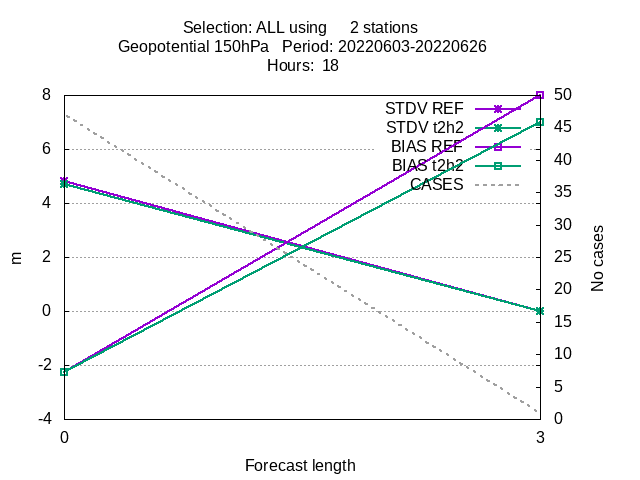 Selection: ALL using 2 stations
Geopotential 150hPa Period: 20220603-20220626
Hours: 18
STDV REF
STDV t2h2
BIAS REF
BIAS t2h2
CASES
8
6
4
2
0
-2
-4
m
50
45
40
35
30
25
20
15
10
5
0
No cases
0 3
Forecast length